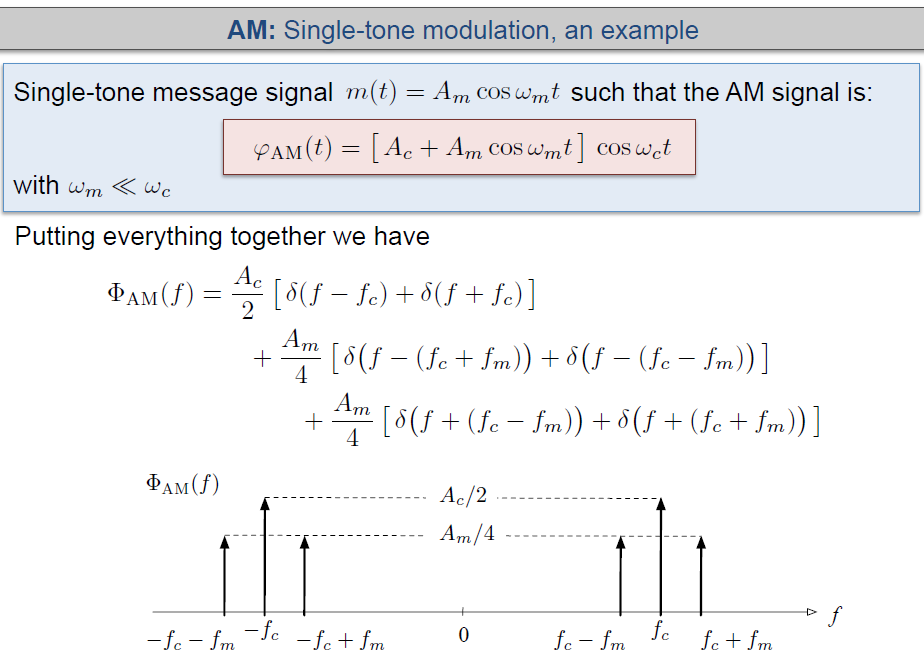 AM: Single-tone modulation, an example
Single-tone message signal m(t) = A_m cos ω_m t such that the AM signal is:
φ_AM(t) = [ A_c + A_m cos ω_m t ] cos ω_c t
with ω_m ≪ ω_c
Putting everything together we have
Φ_AM(f) = A_c/2 [ δ(f − f_c) + δ(f + f_c) ]
+ A_m/4 [ δ(f − (f_c + f_m)) + δ(f − (f_c − f_m)) ]
+ A_m/4 [ δ(f + (f_c − f_m)) + δ(f + (f_c + f_m)) ]
Φ_AM(f)
A_c/2
A_m/4
−f_c − f_m −f_c −f_c + f_m 0 f_c − f_m f_c f_c + f_m f